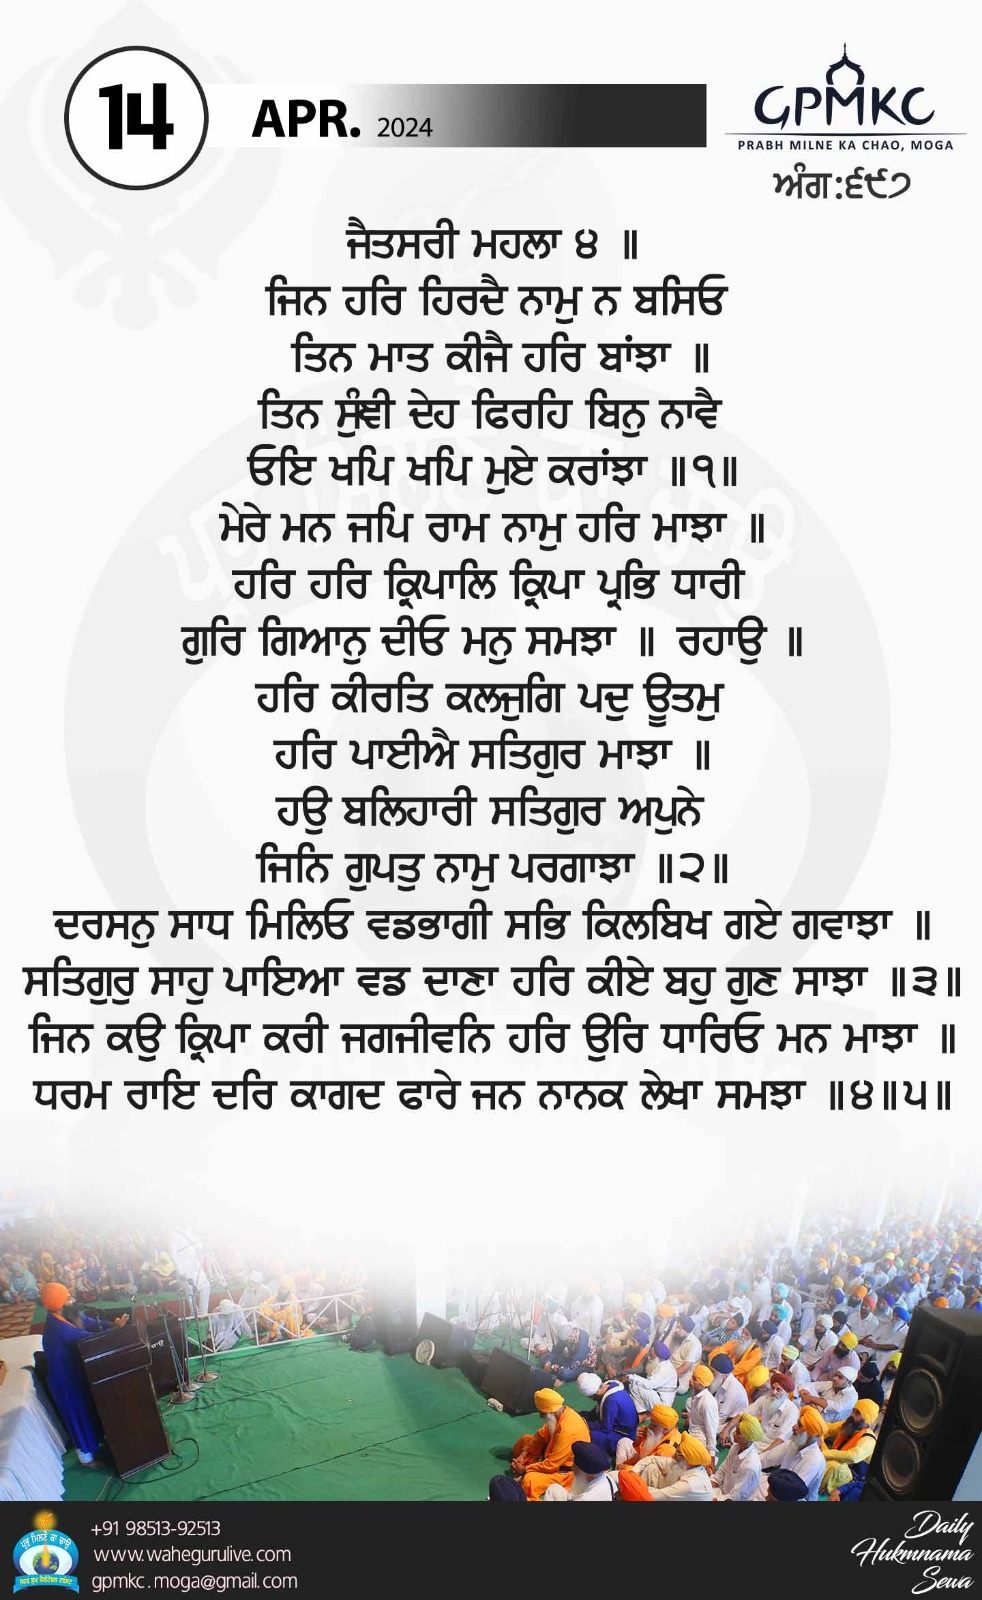 14
APR. 2024
GPMKC
PRABH MILNE KA CHAO, MOGA
ਅੰਗ:੬੯੭
ਜੈਤਸਰੀ ਮਹਲਾ ੪ ॥
ਜਿਨ ਹਰਿ ਹਿਰਦੈ ਨਾਮੁ ਨ ਬਸਿਓ
ਤਿਨ ਮਾਤ ਕੀਜੈ ਹਰਿ ਬਾਂਝਾ ॥
ਤਿਨ ਸੁੰਞੀ ਦੇਹ ਫਿਰਹਿ ਬਿਨੁ ਨਾਵੈ
ਓਇ ਖਪਿ ਖਪਿ ਮੁਏ ਕਰਾਂਝਾ ॥੧॥
ਮੇਰੇ ਮਨ ਜਪਿ ਰਾਮ ਨਾਮੁ ਹਰਿ ਮਾਝਾ ॥
ਹਰਿ ਹਰਿ ਕ੍ਰਿਪਾਲਿ ਕ੍ਰਿਪਾ ਪ੍ਰਭਿ ਧਾਰੀ
ਗੁਰਿ ਗਿਆਨੁ ਦੀਓ ਮਨੁ ਸਮਝਾ ॥ ਰਹਾਉ ॥
ਹਰਿ ਕੀਰਤਿ ਕਲਜੁਗਿ ਪਦੁ ਊਤਮੁ
ਹਰਿ ਪਾਈਐ ਸਤਿਗੁਰ ਮਾਝਾ ॥
ਹਉ ਬਲਿਹਾਰੀ ਸਤਿਗੁਰ ਅਪੁਨੇ
ਜਿਨਿ ਗੁਪਤੁ ਨਾਮੁ ਪਰਗਾਝਾ ॥੨॥
ਦਰਸਨੁ ਸਾਧ ਮਿਲਿਓ ਵਡਭਾਗੀ ਸਭਿ ਕਿਲਬਿਖ ਗਏ ਗਵਾਝਾ ॥
ਸਤਿਗੁਰੁ ਸਾਹੁ ਪਾਇਆ ਵਡ ਦਾਣਾ ਹਰਿ ਕੀਏ ਬਹੁ ਗੁਣ ਸਾਝਾ ॥੩॥
ਜਿਨ ਕਉ ਕ੍ਰਿਪਾ ਕਰੀ ਜਗਜੀਵਨਿ ਹਰਿ ਉਰਿ ਧਾਰਿਓ ਮਨ ਮਾਝਾ ॥
ਧਰਮ ਰਾਇ ਦਰਿ ਕਾਗਦ ਫਾਰੇ ਜਨ ਨਾਨਕ ਲੇਖਾ ਸਮਝਾ ॥੪॥੫॥
+91 98513-92513
www.wahegurulive.com
gpmkc.moga@gmail.com
Daily
Hukmnama
Sewa